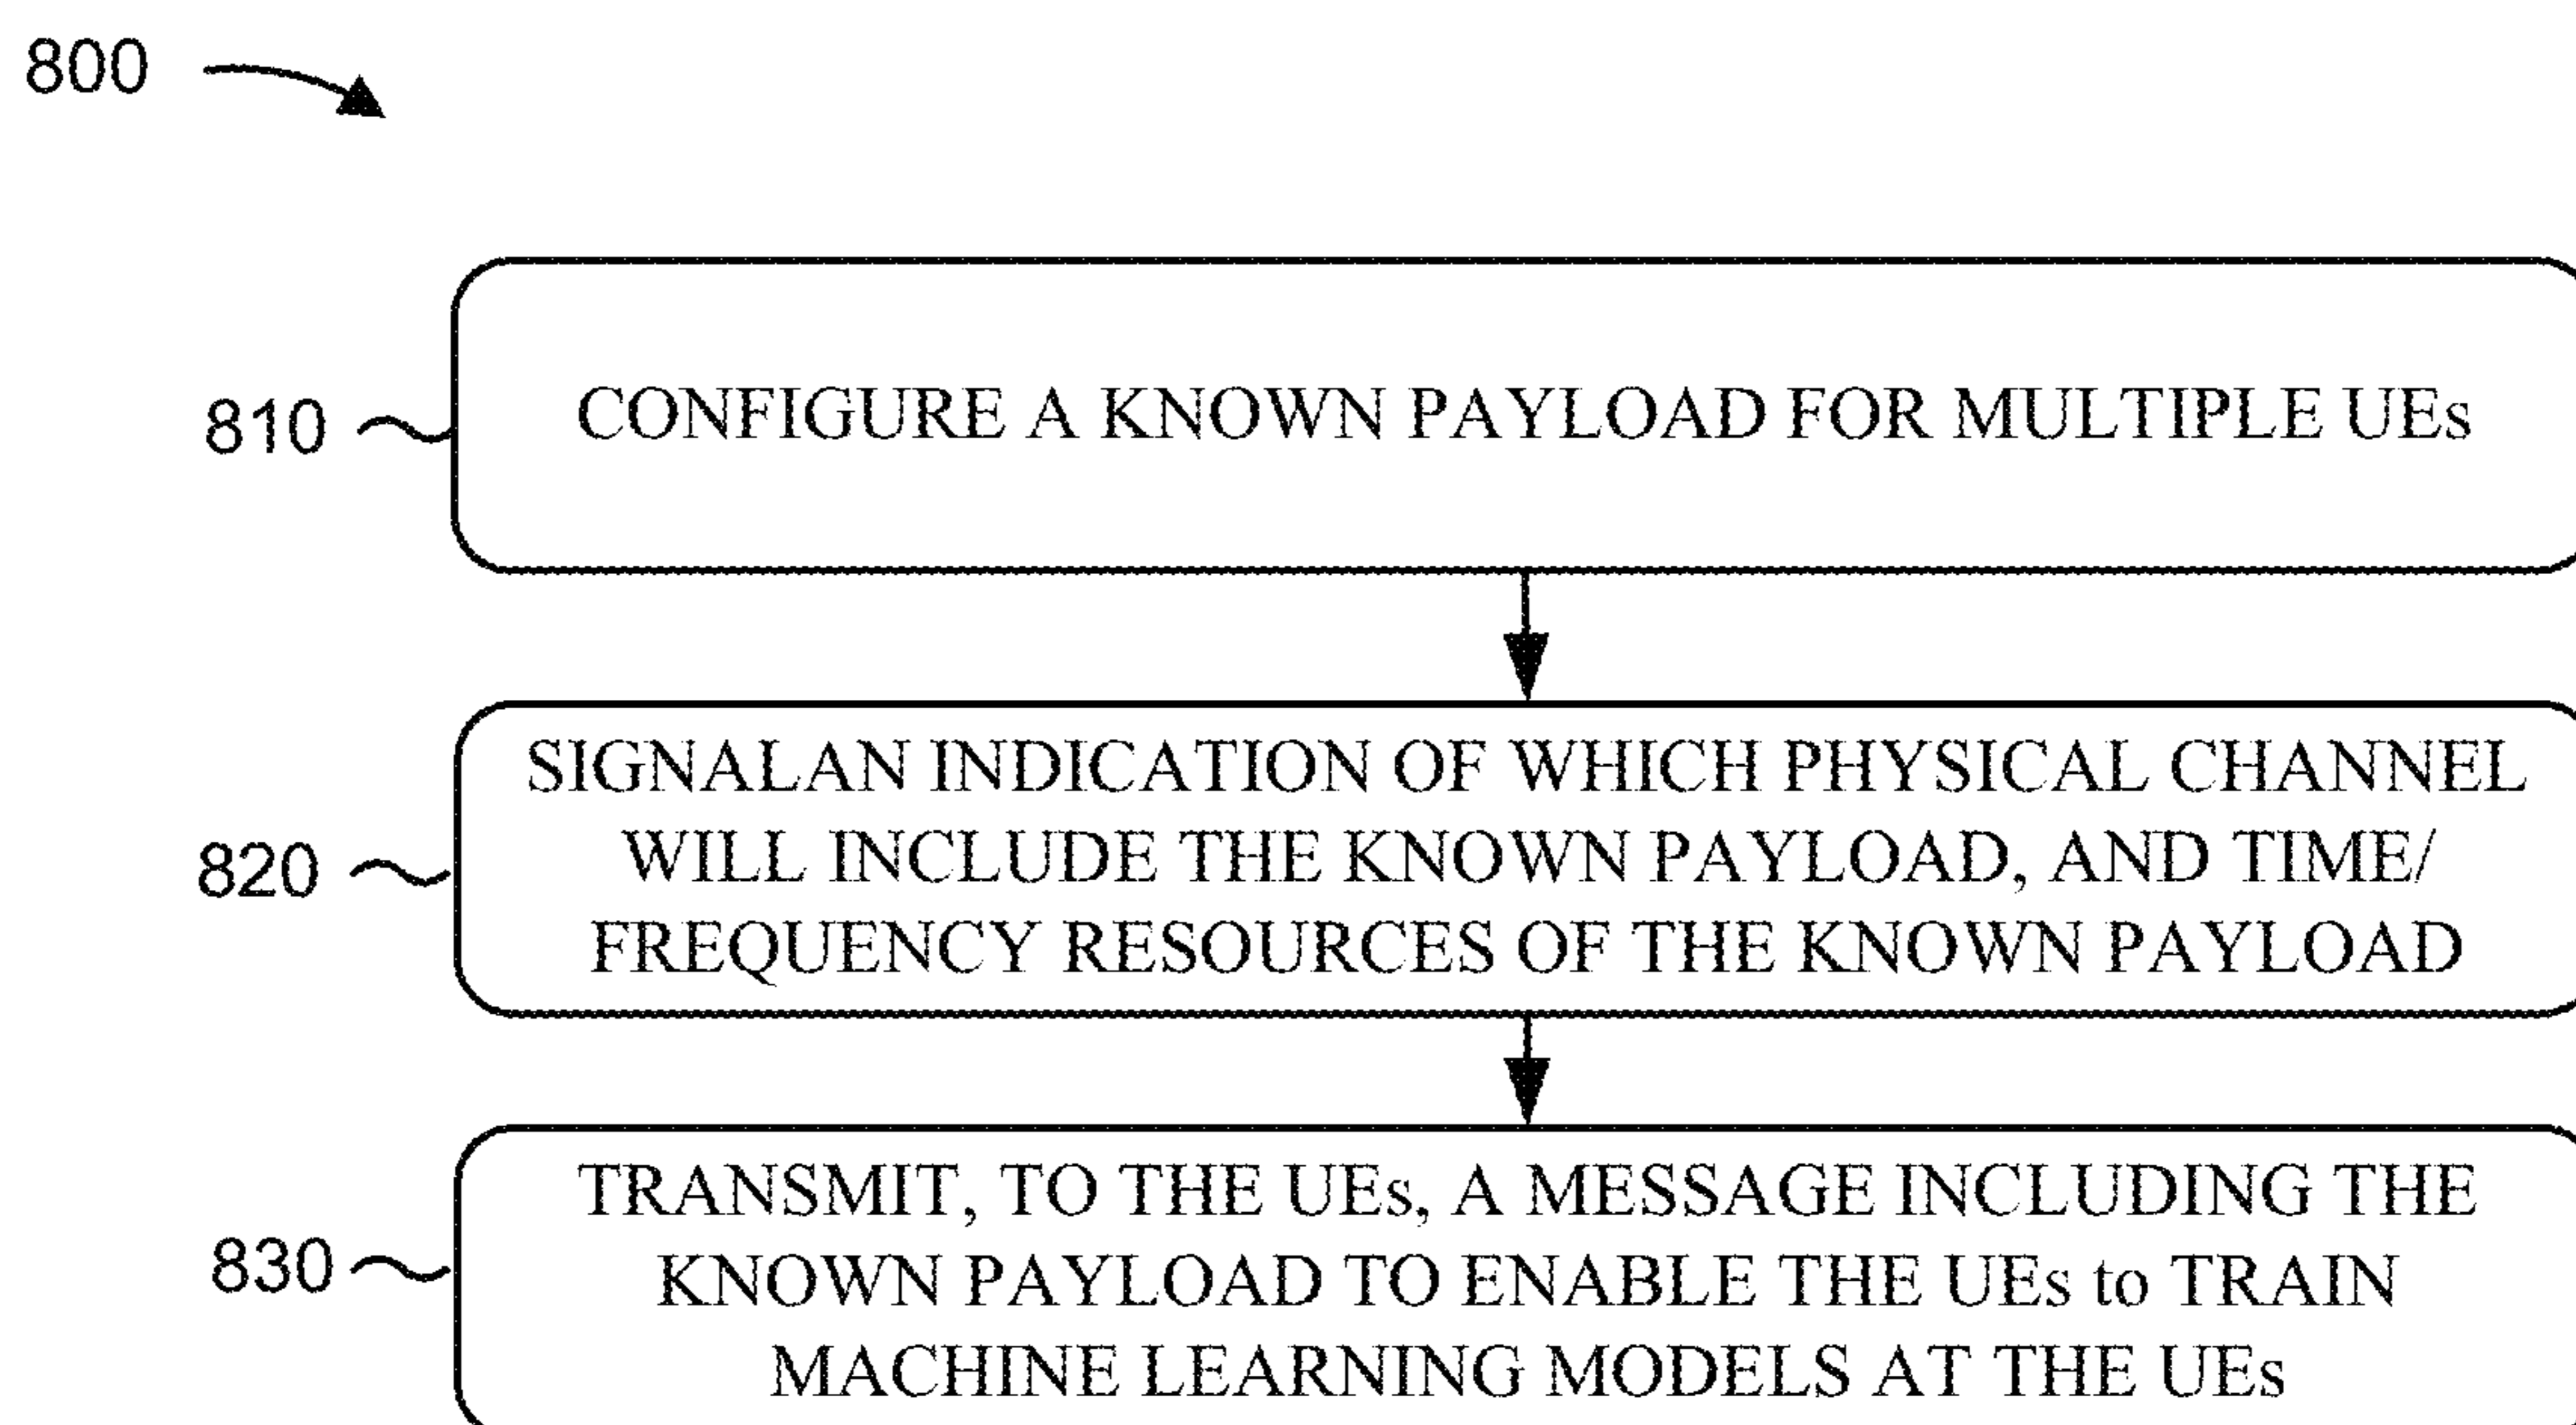 800
810
CONFIGURE A KNOWN PAYLOAD FOR MULTIPLE UEs
820
SIGNALAN INDICATION OF WHICH PHYSICAL CHANNEL
WILL INCLUDE THE KNOWN PAYLOAD, AND TIME/
FREQUENCY RESOURCES OF THE KNOWN PAYLOAD
830
TRANSMIT, TO THE UEs, A MESSAGE INCLUDING THE
KNOWN PAYLOAD TO ENABLE THE UEs to TRAIN
MACHINE LEARNING MODELS AT THE UEs